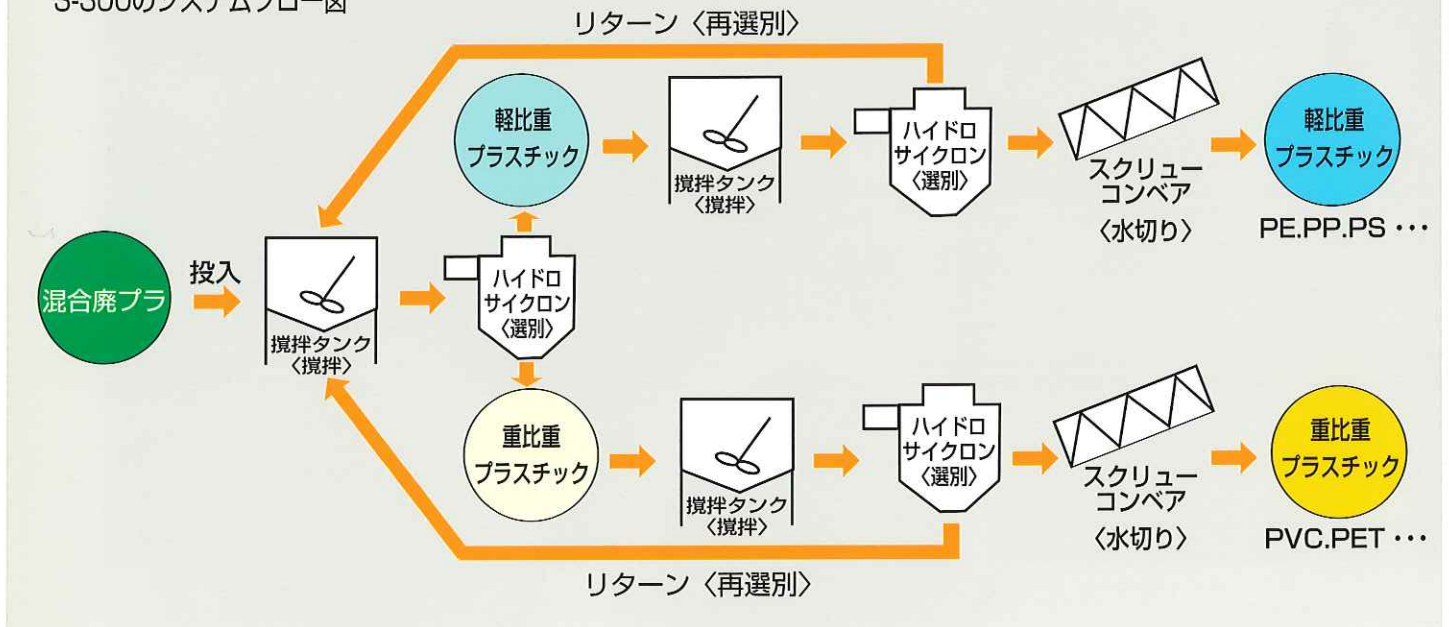 S-300のシステムフロー図
リターン〈再選別〉
軽比重
プラスチック
撹拌タンク
〈撹拌〉
ハイドロ
サイクロン
〈選別〉
スクリュー
コンベア
〈水切り〉
軽比重
プラスチック
PE.PP.PS ･･･
混合廃プラ
投入
撹拌タンク
〈撹拌〉
ハイドロ
サイクロン
〈選別〉
重比重
プラスチック
撹拌タンク
〈撹拌〉
ハイドロ
サイクロン
〈選別〉
スクリュー
コンベア
〈水切り〉
重比重
プラスチック
PVC.PET ･･･
リターン〈再選別〉